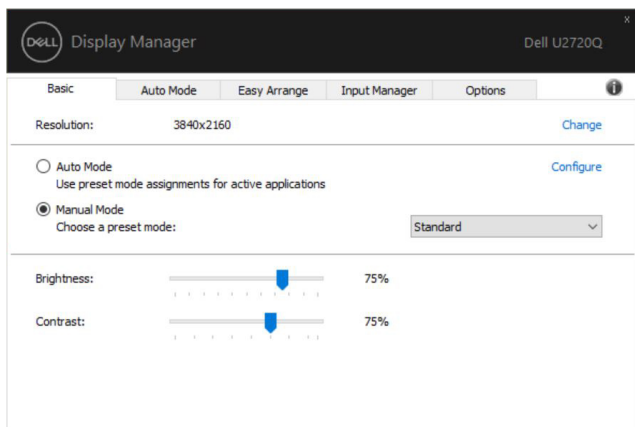 DELL Display Manager
Dell U2720Q
x
Basic Auto Mode Easy Arrange Input Manager Options i
Resolution: 3840x2160 Change
Auto Mode Configure
Use preset mode assignments for active applications
Manual Mode
Choose a preset mode: Standard
Brightness: 75%
Contrast: 75%